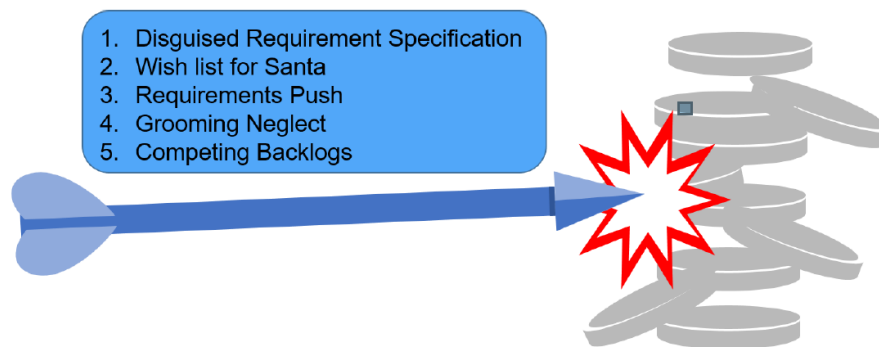 1. Disguised Requirement Specification
2. Wish list for Santa
3. Requirements Push
4. Grooming Neglect
5. Competing Backlogs